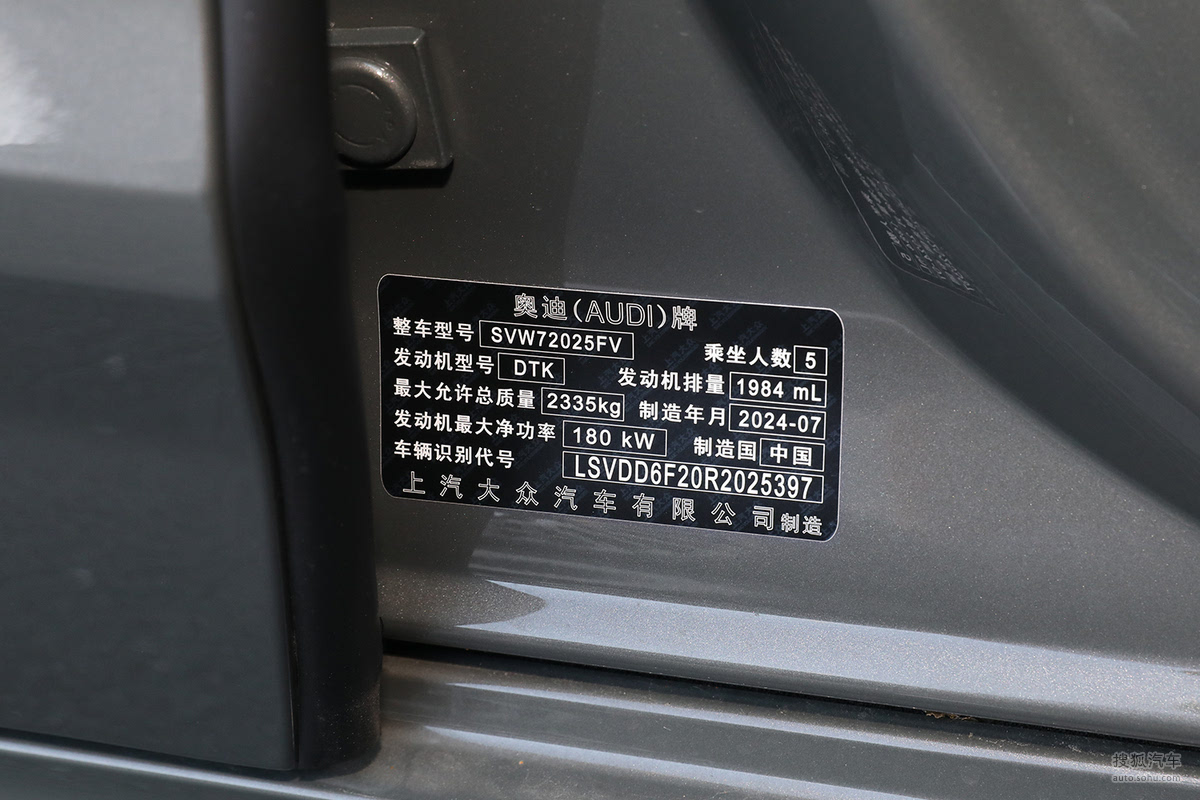 奥迪(AUDI)牌
整车型号 SVW72025FV 乘坐人数 5
发动机型号 DTK 发动机排量 1984 mL
最大允许总质量 2335kg 制造年月 2024-07
发动机最大净功率 180 kW 制造国 中国
车辆识别代号 LSVDD6F20R2025397
上汽大众汽车有限公司制造
搜狐汽车
auto.sohu.com